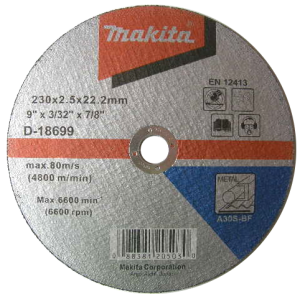 makita
EN 12413
230x2.5x22.2mm
9" x 3/32" x 7/8"
D-18699
max.80m/s
(4800 m/min)
METAL
Max 6600 min⁻
(6600 rpm)
A30S-BF
Makita Corporation